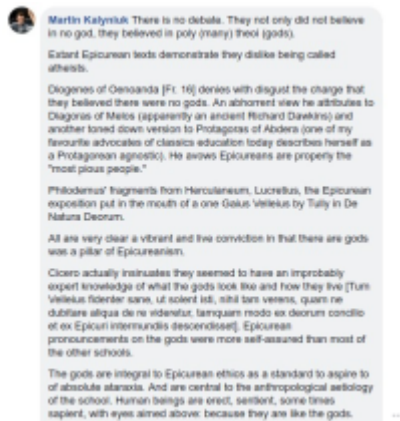 Martin Kalyniuk There is no debate. They not only did not believe
in no god, they believed in poly (many) theoi (gods).
Extant Epicurean texts demonstrate they dislike being called
atheists.
Diogenes of Oenoanda [Fr. 16] denies with disgust the charge that
they believed there were no gods. An abhorrent view he attributes to
Diagoras of Melos (apparently an ancient Richard Dawkins) and
another toned down version to Protagoras of Abdera (one of my
favourite advocates of classics education today describes herself as
a Protagorean agnostic). He avows Epicureans are properly the
"most pious people."
Philodemus' fragments from Herculaneum, Lucretius, the Epicurean
exposition put in the mouth of a one Gaius Velleius by Tully in De
Natura Deorum.
All are very clear a vibrant and live conviction in that there are gods
was a pillar of Epicureanism.
Cicero actually insinuates they seemed to have an improbably
expert knowledge of what the gods look like and how they live [Tum
Velleius fidenter sane, ut solent isti, nihil tam verens, quam ne
dubitare aliqua de re videretur, tamquam modo ex deorum concilio
et ex Epicuri intermundiis descendisset]. Epicurean
pronouncements on the gods were more self-assured than most of
the other schools.
The gods are integral to Epicurean ethics as a standard to aspire to
of absolute ataraxia. And are central to the anthropological aetiology
of the school. Human beings are erect, sentient, some times
sapient, with eyes aimed above: because they are like the gods.